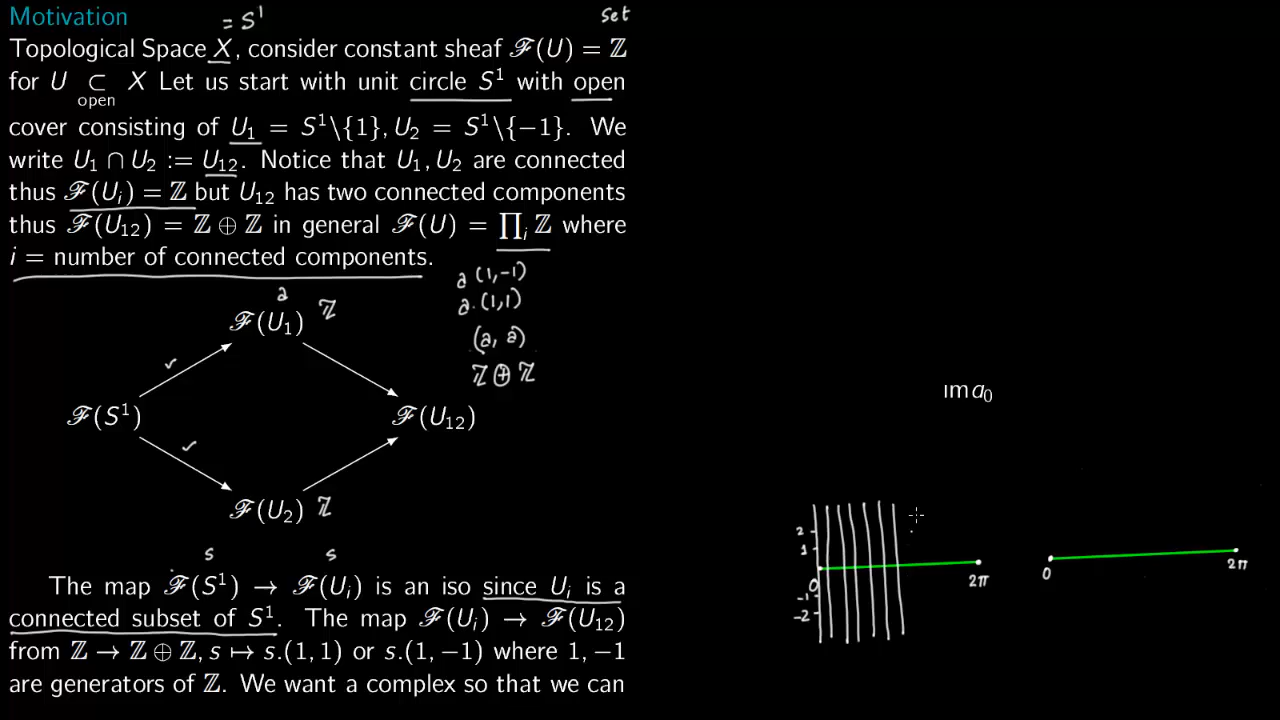 Motivation
= S¹
set
Topological Space X, consider constant sheaf ℱ(U) = ℤ
for U ⊂ X Let us start with unit circle S¹ with open
open
cover consisting of U₁ = S¹\{1}, U₂ = S¹\{−1}. We
write U₁ ∩ U₂ := U₁₂. Notice that U₁, U₂ are connected
thus ℱ(Uᵢ) = ℤ but U₁₂ has two connected components
thus ℱ(U₁₂) = ℤ ⊕ ℤ in general ℱ(U) = ∏ᵢ ℤ where
i = number of connected components.
a (1,-1)
a.(1,1)
(a, a)
ℤ ⊕ ℤ
a
ℱ(U₁) ℤ
ℱ(S¹)
ℱ(U₁₂)
ℱ(U₂) ℤ
s s
The map ℱ(S¹) → ℱ(Uᵢ) is an iso since Uᵢ is a
connected subset of S¹. The map ℱ(Uᵢ) → ℱ(U₁₂)
from ℤ → ℤ ⊕ ℤ, s ↦ s.(1, 1) or s.(1, −1) where 1, −1
are generators of ℤ. We want a complex so that we can
ima₀
2
1
0
-1
-2
2π
0
2π